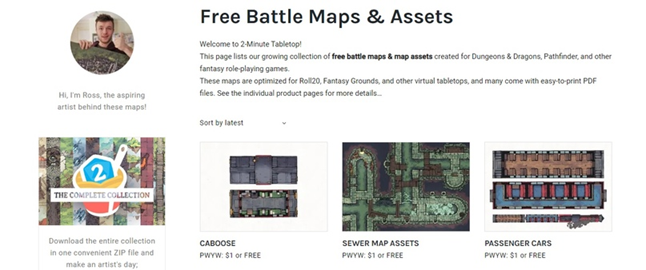 Free Battle Maps & Assets
Welcome to 2-Minute Tabletop!
This page lists our growing collection of free battle maps & map assets created for Dungeons & Dragons, Pathfinder, and other
fantasy role-playing games.
These maps are optimized for Roll20, Fantasy Grounds, and other virtual tabletops, and many come with easy-to-print PDF
files. See the individual product pages for more details...
Hi, I'm Ross, the aspiring
artist behind these maps!
Sort by latest
2
THE COMPLETE COLLECTION
Download the entire collection
in one convenient ZIP file and
make an artist's day;
CABOOSE
PWYW: $1 or FREE
SEWER MAP ASSETS
PWYW: $1 or FREE
PASSENGER CARS
PWYW: $1 or FREE